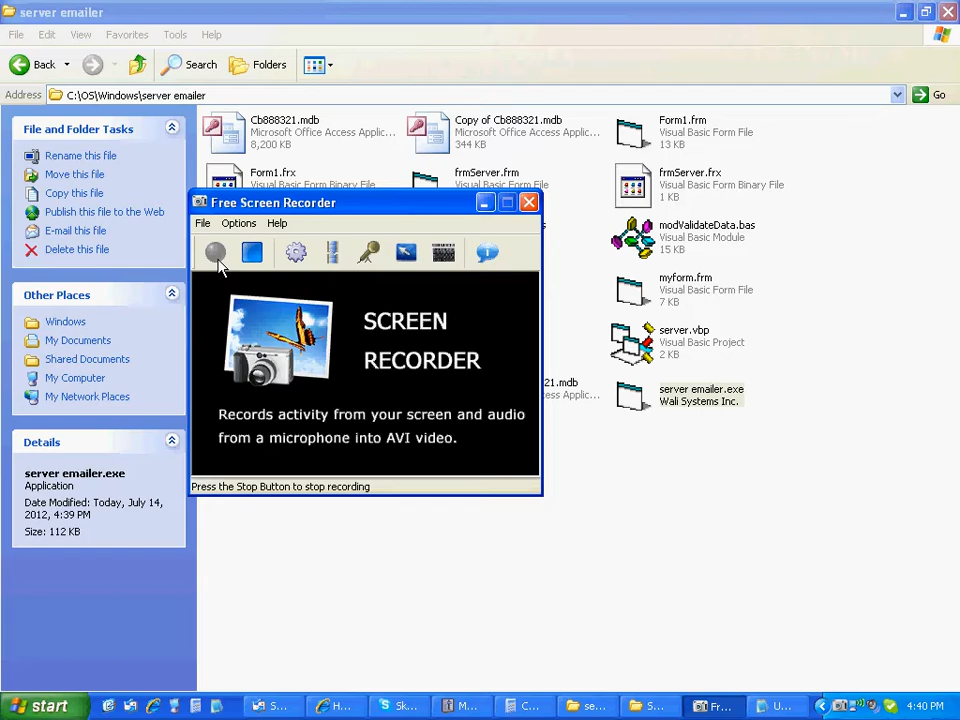 server emailer
File Edit View Favorites Tools Help
Back Search Folders
Address C:\OS\Windows\server emailer Go
File and Folder Tasks
Rename this file
Move this file
Copy this file
Publish this file to the Web
E-mail this file
Delete this file
Other Places
Windows
My Documents
Shared Documents
My Computer
My Network Places
Details
server emailer.exe
Application
Date Modified: Today, July 14,
2012, 4:39 PM
Size: 112 KB
Cb888321.mdb
Microsoft Office Access Applic...
8,200 KB
Copy of Cb888321.mdb
Microsoft Office Access Applic...
344 KB
Form1.frm
Visual Basic Form File
13 KB
Form1.frx
Visual Basic Form Binary File
frmServer.frm
Visual Basic Form File
frmServer.frx
Visual Basic Form Binary File
1 KB
modValidateData.bas
Visual Basic Module
15 KB
myform.frm
Visual Basic Form File
7 KB
server.vbp
Visual Basic Project
2 KB
21.mdb
ss Applic...
server emailer.exe
Wali Systems Inc.
Free Screen Recorder
File Options Help
SCREEN
RECORDER
Records activity from your screen and audio
from a microphone into AVI video.
Press the Stop Button to stop recording
start S... H... Sk... M... C... se... S... Fr... U... 4:40 PM